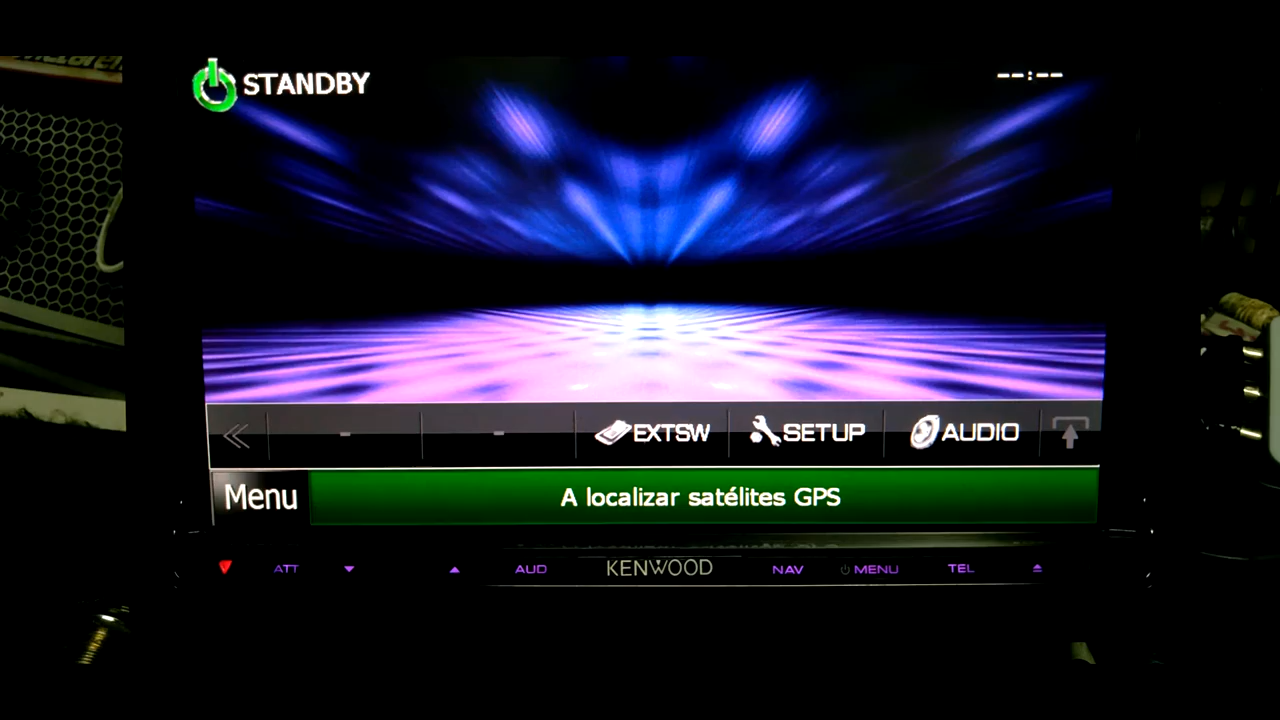 STANDBY
--:--
EXTSW SETUP AUDIO
Menu A localizar satélites GPS
ATT AUD KENWOOD NAV MENU TEL